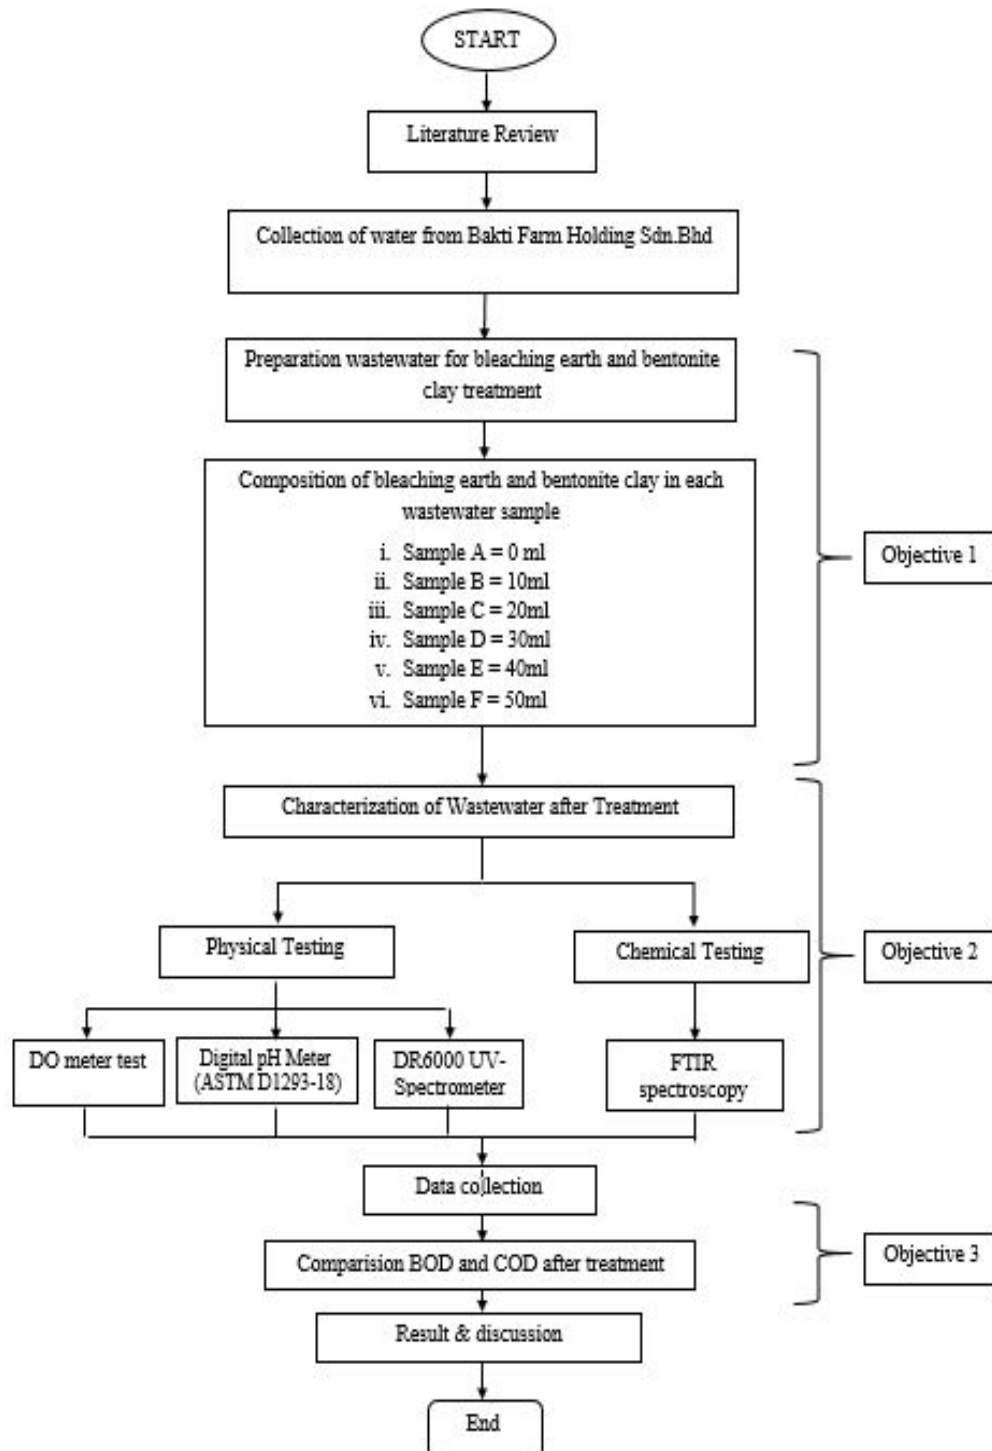 START
Literature Review
Collection of water from Bakti Farm Holding Sdn.Bhd
Preparation wastewater for bleaching earth and bentonite
clay treatment
Composition of bleaching earth and bentonite clay in each
wastewater sample
i. Sample A = 0 ml
ii. Sample B = 10ml
iii. Sample C = 20ml
iv. Sample D = 30ml
v. Sample E = 40ml
vi. Sample F = 50ml
Objective 1
Characterization of Wastewater after Treatment
Physical Testing
Chemical Testing
Objective 2
DO meter test
Digital pH Meter
(ASTM D1293-18)
DR6000 UV-
Spectrometer
FTIR
spectroscopy
Data collection
Comparision BOD and COD after treatment
Objective 3
Result & discussion
End